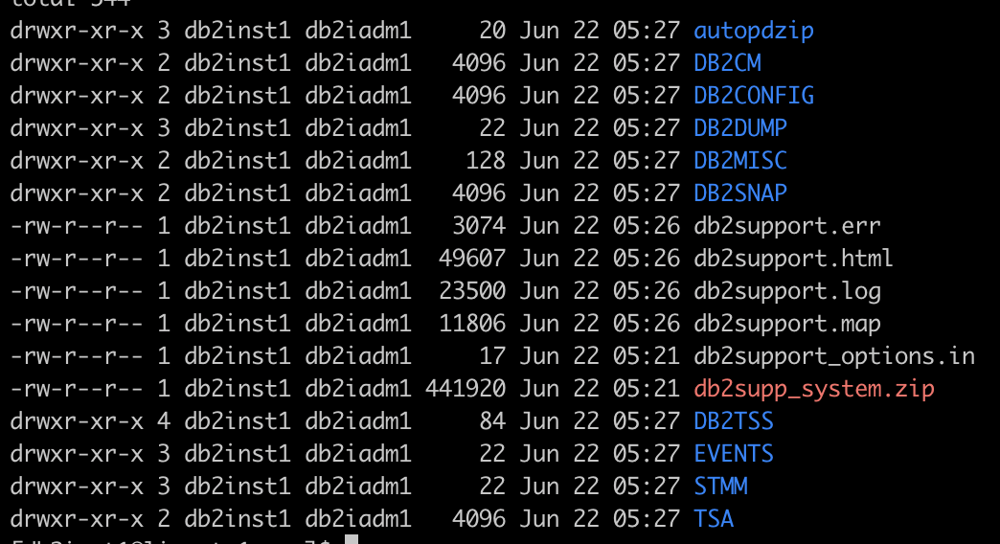 total 344
drwxr-xr-x 3 db2inst1 db2iadm1     20 Jun 22 05:27 autopdzip
drwxr-xr-x 2 db2inst1 db2iadm1   4096 Jun 22 05:27 DB2CM
drwxr-xr-x 2 db2inst1 db2iadm1   4096 Jun 22 05:27 DB2CONFIG
drwxr-xr-x 3 db2inst1 db2iadm1     22 Jun 22 05:27 DB2DUMP
drwxr-xr-x 2 db2inst1 db2iadm1    128 Jun 22 05:27 DB2MISC
drwxr-xr-x 2 db2inst1 db2iadm1   4096 Jun 22 05:27 DB2SNAP
-rw-r--r-- 1 db2inst1 db2iadm1   3074 Jun 22 05:26 db2support.err
-rw-r--r-- 1 db2inst1 db2iadm1  49607 Jun 22 05:26 db2support.html
-rw-r--r-- 1 db2inst1 db2iadm1  23500 Jun 22 05:26 db2support.log
-rw-r--r-- 1 db2inst1 db2iadm1  11806 Jun 22 05:26 db2support.map
-rw-r--r-- 1 db2inst1 db2iadm1     17 Jun 22 05:21 db2support_options.in
-rw-r--r-- 1 db2inst1 db2iadm1 441920 Jun 22 05:21 db2supp_system.zip
drwxr-xr-x 4 db2inst1 db2iadm1     84 Jun 22 05:27 DB2TSS
drwxr-xr-x 3 db2inst1 db2iadm1     22 Jun 22 05:27 EVENTS
drwxr-xr-x 3 db2inst1 db2iadm1     22 Jun 22 05:27 STMM
drwxr-xr-x 2 db2inst1 db2iadm1   4096 Jun 22 05:27 TSA